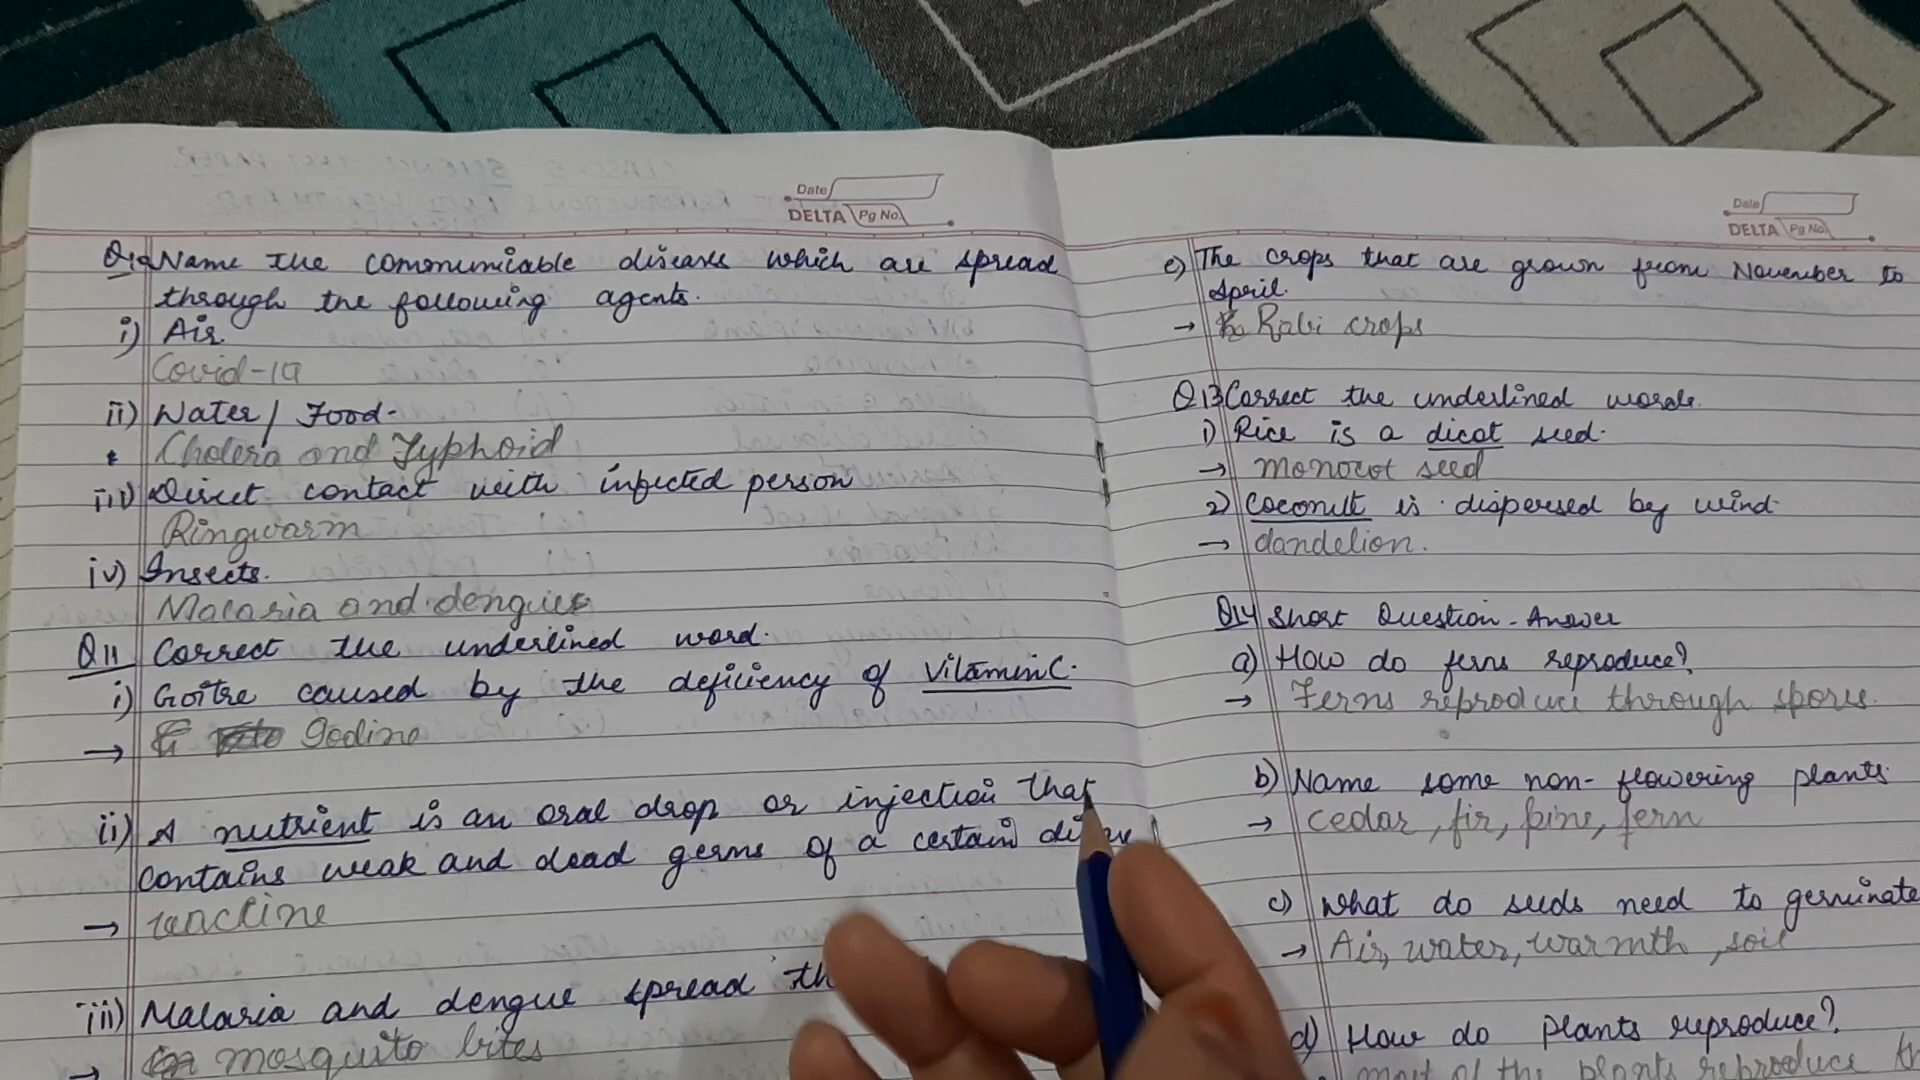 Date
DELTA Pg No.
Q10 Name the communicable diseases which are spread
through the following agents.
i) Air.
Covid-19
ii) Water/ Food-
Cholera and Typhoid
iii) Direct contact with infected person
Ringwarm
iv) Insects.
Malaria and dengue
Q11 Correct the underlined word.
i) Goitre caused by the deficiency of Vitamin C.
→ Iodine
ii) A nutrient is an oral drop or injection that
contains weak and dead germs of a certain
→ vaccine
iii) Malaria and dengue spread
→ mosquito bites
Date
DELTA Pg No.
e) The crops that are grown from November to
April.
→ Rabi crops
Q13 Correct the underlined words.
1) Rice is a dicot seed.
→ monocot seed
2) Coconut is dispersed by wind
→ dandelion.
Q14 Short Question-Answer
a) How do ferns reproduce?
→ Ferns reproduce through spores.
b) Name some non-flowering plants
→ cedar, fir, pine, fern
c) What do seeds need to germinate
→ Air, water, warmth, soil
d) How do plants reproduce?
most of the plants reproduce